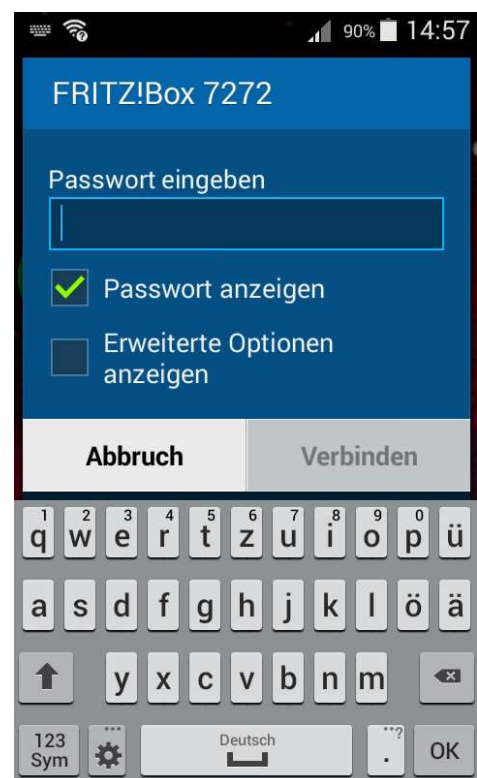 90% 14:57
FRITZ!Box 7272
Passwort eingeben
Passwort anzeigen
Erweiterte Optionen
anzeigen
Abbruch Verbinden
1 2 3 4 5 6 7 8 9 0
q w e r t z u i o p ü
a s d f g h j k l ö ä
y x c v b n m
123 Deutsch ...?
Sym . OK